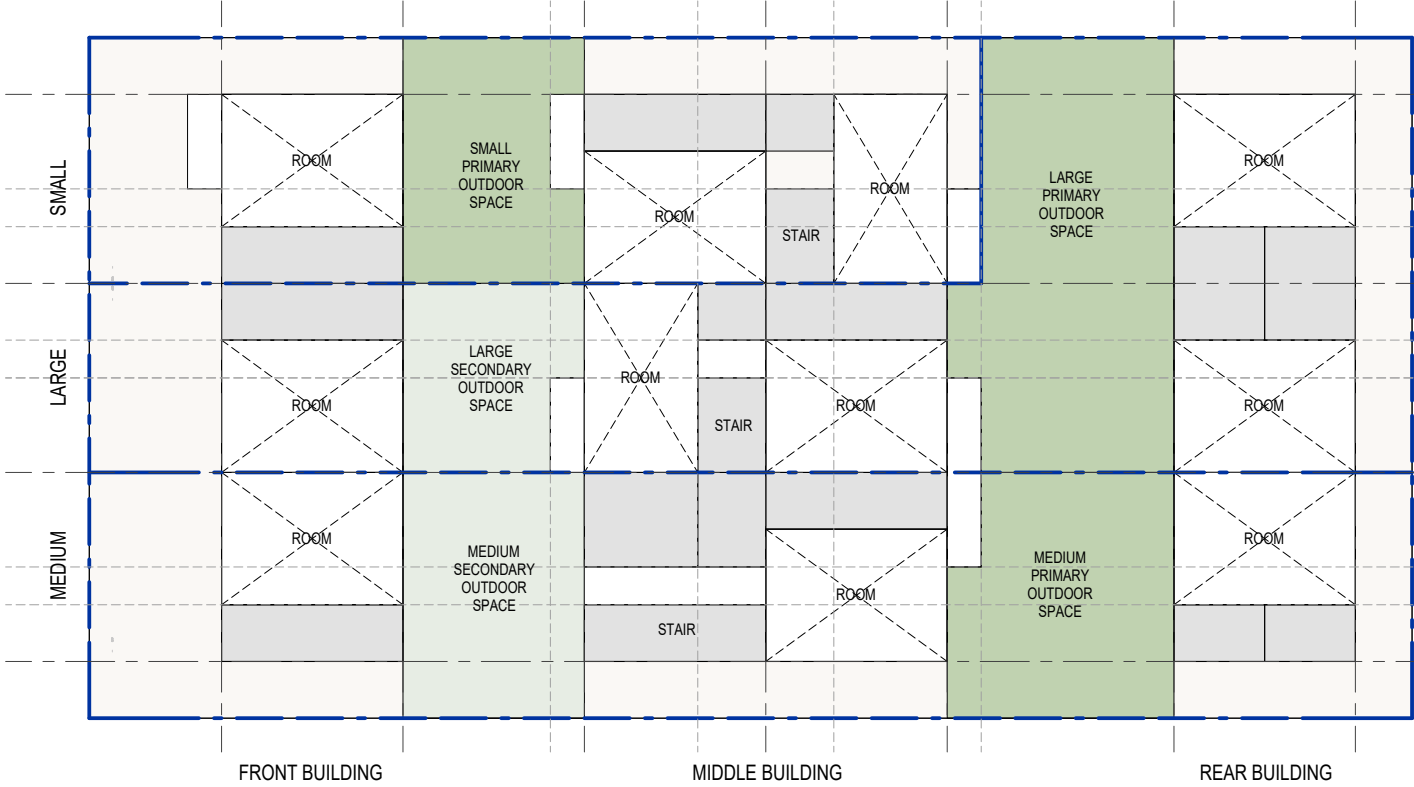 SMALL
ROOM
SMALL
PRIMARY
OUTDOOR
SPACE
ROOM
STAIR
ROOM
LARGE
PRIMARY
OUTDOOR
SPACE
ROOM
LARGE
ROOM
LARGE
SECONDARY
OUTDOOR
SPACE
ROOM
STAIR
ROOM
ROOM
MEDIUM
ROOM
MEDIUM
SECONDARY
OUTDOOR
SPACE
STAIR
ROOM
MEDIUM
PRIMARY
OUTDOOR
SPACE
ROOM
FRONT BUILDING
MIDDLE BUILDING
REAR BUILDING